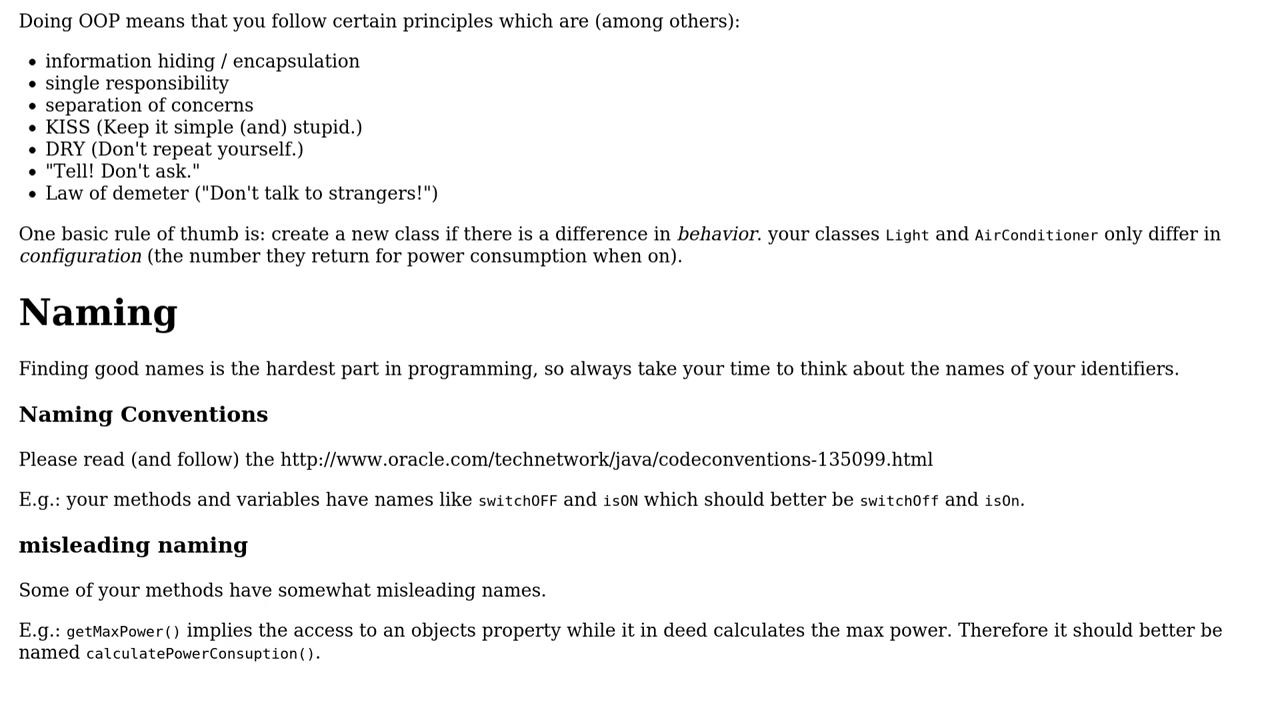 Doing OOP means that you follow certain principles which are (among others):
• information hiding / encapsulation
• single responsibility
• separation of concerns
• KISS (Keep it simple (and) stupid.)
• DRY (Don't repeat yourself.)
• "Tell! Don't ask."
• Law of demeter ("Don't talk to strangers!")
One basic rule of thumb is: create a new class if there is a difference in behavior. your classes Light and AirConditioner only differ in
configuration (the number they return for power consumption when on).
Naming
Finding good names is the hardest part in programming, so always take your time to think about the names of your identifiers.
Naming Conventions
Please read (and follow) the http://www.oracle.com/technetwork/java/codeconventions-135099.html
E.g.: your methods and variables have names like switchOFF and isON which should better be switchOff and isOn.
misleading naming
Some of your methods have somewhat misleading names.
E.g.: getMaxPower() implies the access to an objects property while it in deed calculates the max power. Therefore it should better be
named calculatePowerConsuption().